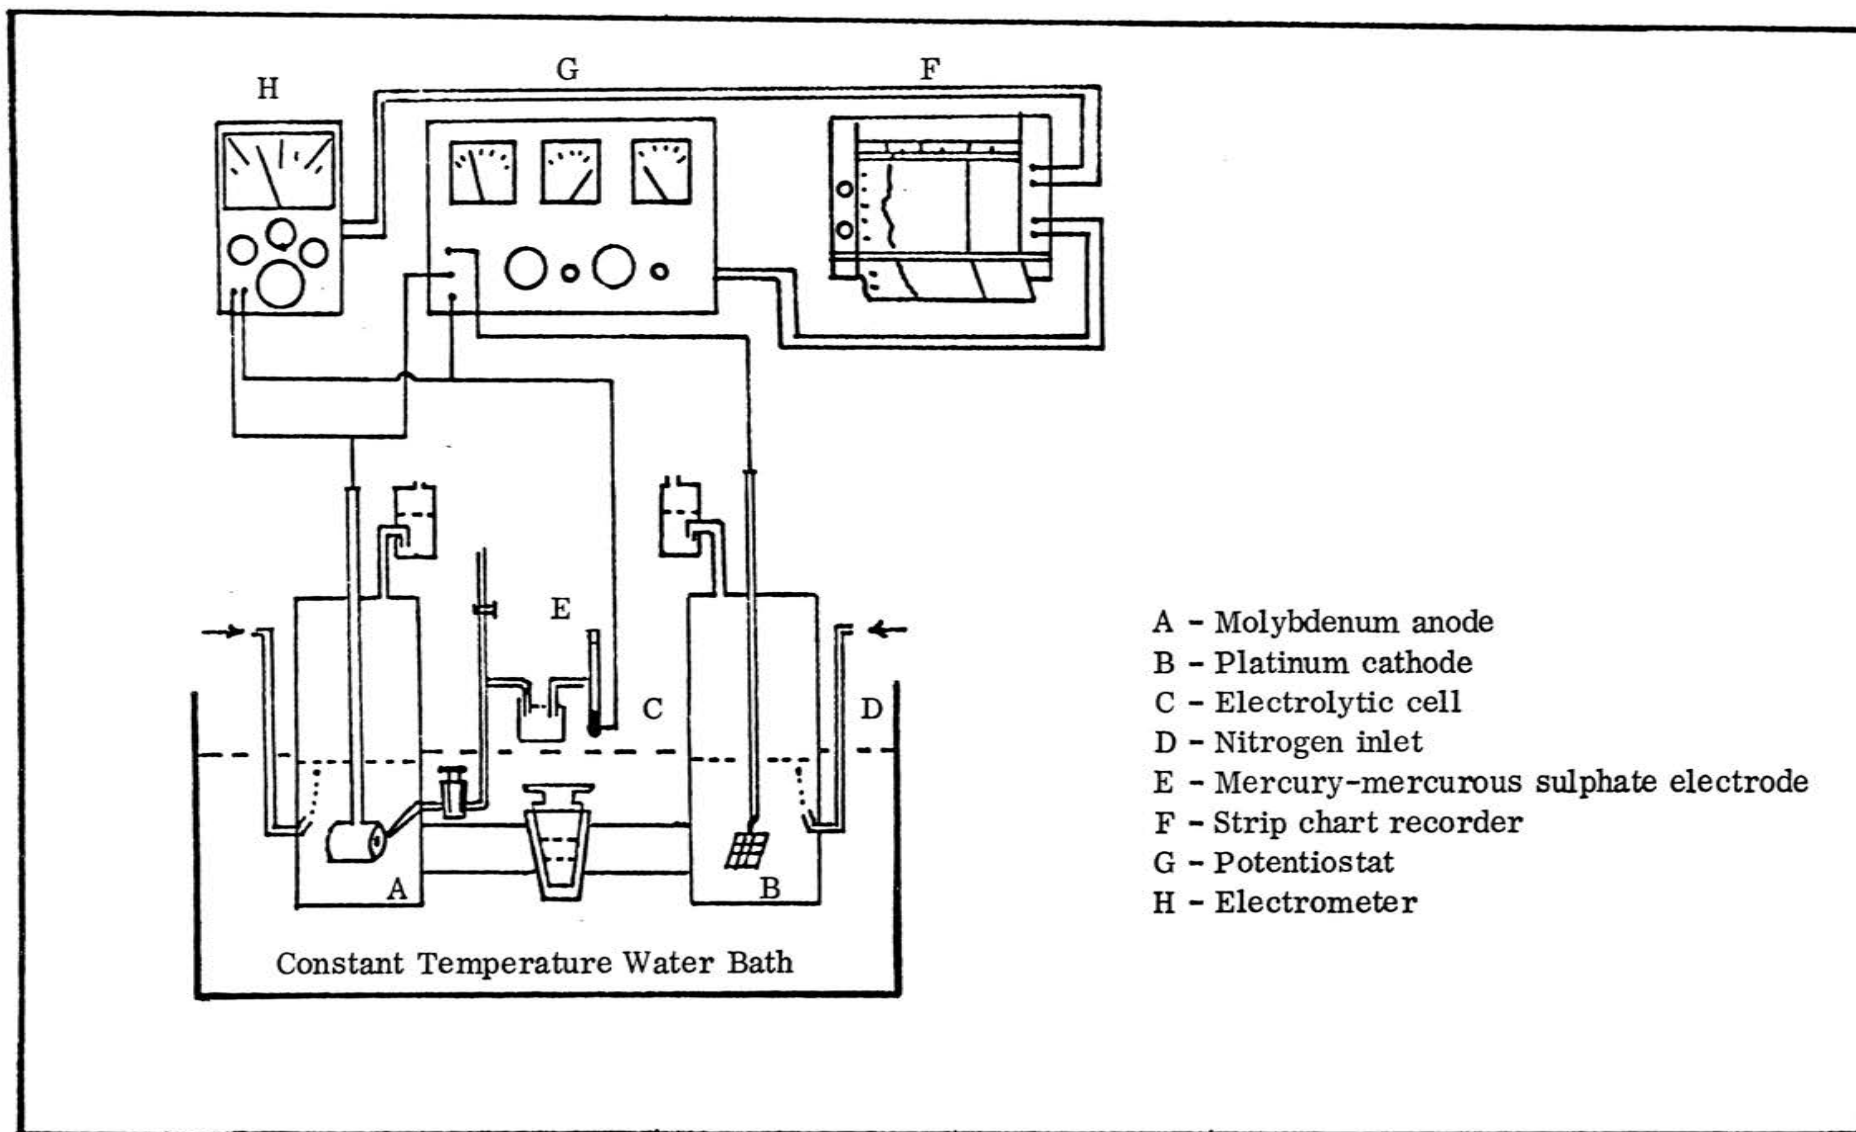 H
G
F
E
C
D
A
B
Constant Temperature Water Bath
A - Molybdenum anode
B - Platinum cathode
C - Electrolytic cell
D - Nitrogen inlet
E - Mercury-mercurous sulphate electrode
F - Strip chart recorder
G - Potentiostat
H - Electrometer